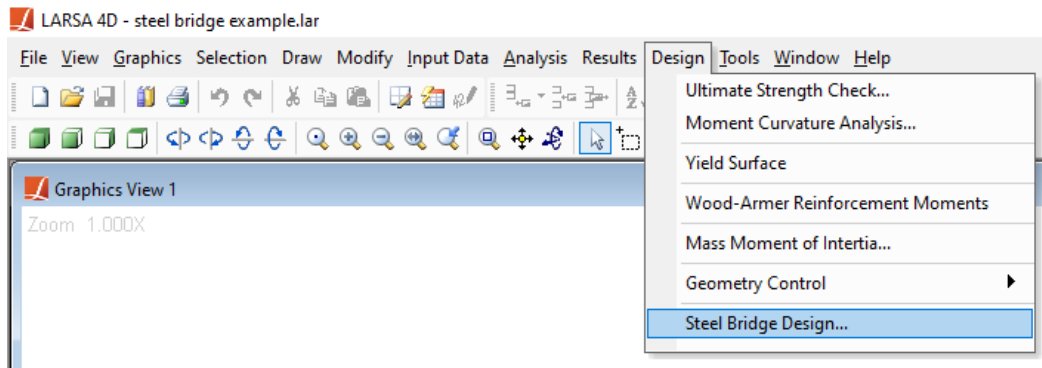 LARSA 4D - steel bridge example.lar
File View Graphics Selection Draw Modify Input Data Analysis Results Design Tools Window Help
Ultimate Strength Check...
Moment Curvature Analysis...
Yield Surface
Wood-Armer Reinforcement Moments
Mass Moment of Intertia...
Geometry Control
Steel Bridge Design...
Graphics View 1
Zoom 1.000X